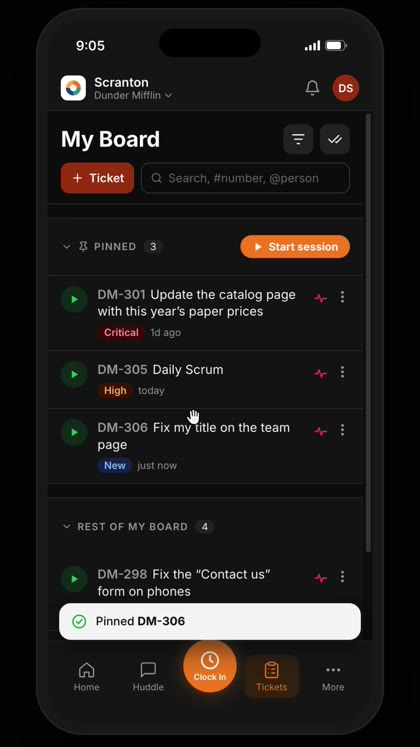 9:05
Scranton
Dunder Mifflin
DS
My Board
+ Ticket
Search, #number, @person
PINNED 3
Start session
DM-301 Update the catalog page
with this year’s paper prices
Critical 1d ago
DM-305 Daily Scrum
High today
DM-306 Fix my title on the team
page
New just now
REST OF MY BOARD 4
DM-298 Fix the “Contact us”
form on phones
Pinned DM-306
Home
Huddle
Clock In
Tickets
More